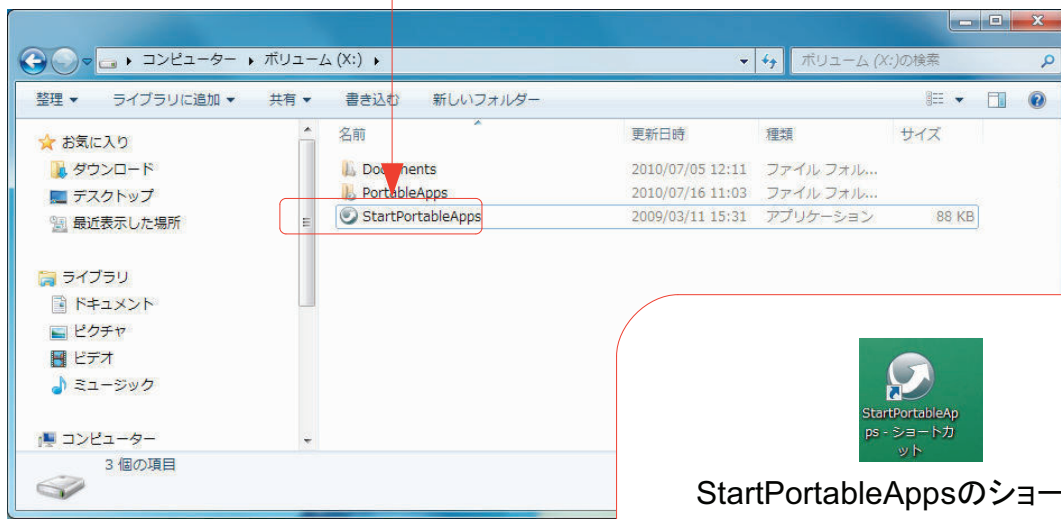 コンピューター ボリューム (X:)
ボリューム (X:)の検索
整理 ライブラリに追加 共有 書き込む 新しいフォルダー
お気に入り
ダウンロード
デスクトップ
最近表示した場所
ライブラリ
ドキュメント
ピクチャ
ビデオ
ミュージック
コンピューター
名前 更新日時 種類 サイズ
Documents 2010/07/05 12:11 ファイル フォル...
PortableApps 2010/07/16 11:03 ファイル フォル...
StartPortableApps 2009/03/11 15:31 アプリケーション 88 KB
3 個の項目
StartPortableAp
ps - ショートカ
ット
StartPortableAppsのショー